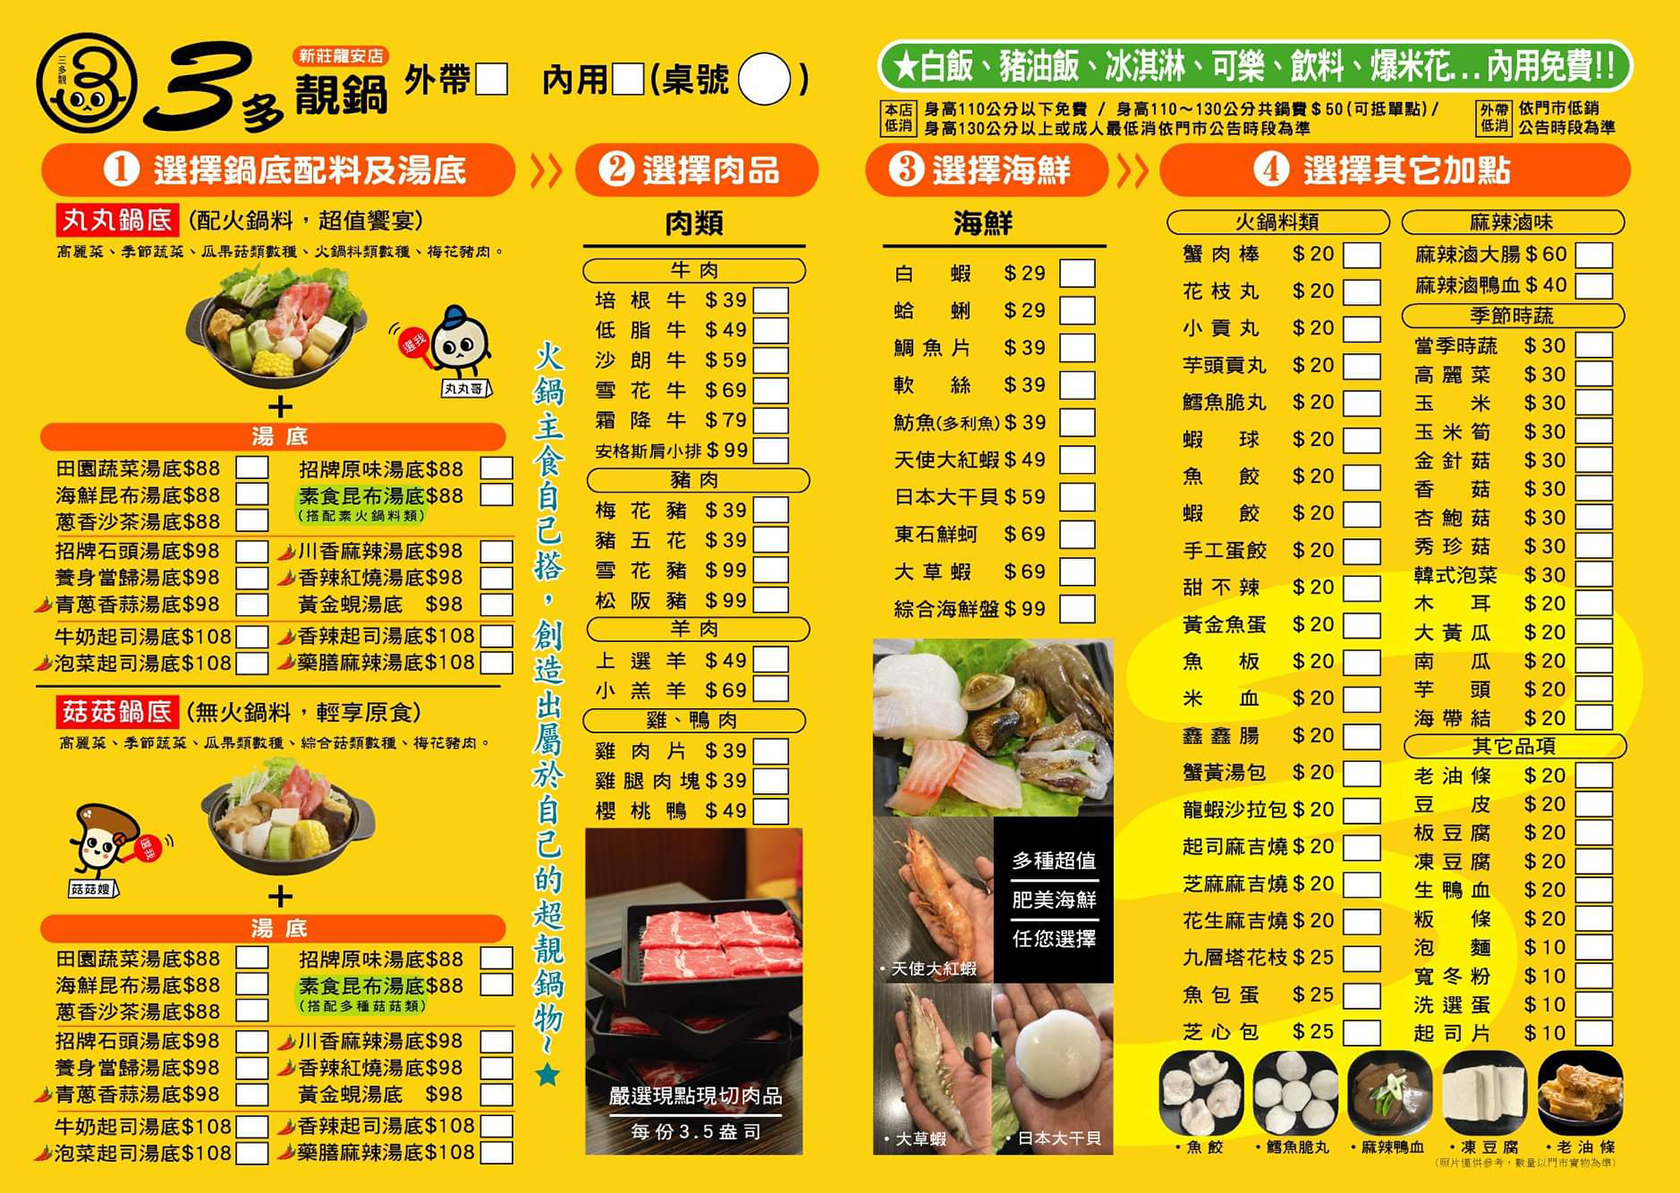 三多靚
3多
新莊龍安店
靚鍋
外帶 內用 (桌號 )
★白飯、豬油飯、冰淇淋、可樂、飲料、爆米花...內用免費!!
本店低消
身高110公分以下免費 / 身高110~130公分共鍋費$50(可抵單點) /
身高130公分以上或成人最低消依門市公告時段為準
外帶低消
依門市低銷
公告時段為準
1 選擇鍋底配料及湯底
丸丸鍋底 (配火鍋料,超值饗宴)
高麗菜、季節蔬菜、瓜果菇類數種、火鍋料類數種、梅花豬肉。
選我
丸丸哥
+
湯底
田園蔬菜湯底$88
招牌原味湯底$88
海鮮昆布湯底$88
素食昆布湯底$88
(搭配素火鍋料類)
蔥香沙茶湯底$88
招牌石頭湯底$98
川香麻辣湯底$98
養身當歸湯底$98
香辣紅燒湯底$98
青蔥香蒜湯底$98
黃金蜆湯底 $98
牛奶起司湯底$108
香辣起司湯底$108
泡菜起司湯底$108
藥膳麻辣湯底$108
菇菇鍋底 (無火鍋料,輕享原食)
高麗菜、季節蔬菜、瓜果類數種、綜合菇類數種、梅花豬肉。
選我
菇菇嫂
+
湯底
田園蔬菜湯底$88
招牌原味湯底$88
海鮮昆布湯底$88
素食昆布湯底$88
(搭配多種菇菇類)
蔥香沙茶湯底$88
招牌石頭湯底$98
川香麻辣湯底$98
養身當歸湯底$98
香辣紅燒湯底$98
青蔥香蒜湯底$98
黃金蜆湯底 $98
牛奶起司湯底$108
香辣起司湯底$108
泡菜起司湯底$108
藥膳麻辣湯底$108
火鍋主食自己搭,創造出屬於自己的超靚鍋物~★
2 選擇肉品
肉類
牛肉
培根牛 $39
低脂牛 $49
沙朗牛 $59
雪花牛 $69
霜降牛 $79
安格斯肩小排 $99
豬肉
梅花豬 $39
豬五花 $39
雪花豬 $99
松阪豬 $99
羊肉
上選羊 $49
小羔羊 $69
雞、鴨肉
雞肉片 $39
雞腿肉塊 $39
櫻桃鴨 $49
嚴選現點現切肉品
每份3.5盎司
3 選擇海鮮
海鮮
白蝦 $29
蛤蜊 $29
鯛魚片 $39
軟絲 $39
魴魚(多利魚) $39
天使大紅蝦 $49
日本大干貝 $59
東石鮮蚵 $69
大草蝦 $69
綜合海鮮盤 $99
多種超值
肥美海鮮
任您選擇
・天使大紅蝦
・大草蝦
・日本大干貝
4 選擇其它加點
火鍋料類
蟹肉棒 $20
花枝丸 $20
小貢丸 $20
芋頭貢丸 $20
鱈魚脆丸 $20
蝦球 $20
魚餃 $20
蝦餃 $20
手工蛋餃 $20
甜不辣 $20
黃金魚蛋 $20
魚板 $20
米血 $20
鑫鑫腸 $20
蟹黃湯包 $20
龍蝦沙拉包 $20
起司麻吉燒 $20
芝麻麻吉燒 $20
花生麻吉燒 $20
九層塔花枝 $25
魚包蛋 $25
芝心包 $25
麻辣滷味
麻辣滷大腸 $60
麻辣滷鴨血 $40
季節時蔬
當季時蔬 $30
高麗菜 $30
玉米 $30
玉米筍 $30
金針菇 $30
香菇 $30
杏鮑菇 $30
秀珍菇 $30
韓式泡菜 $30
木耳 $20
大黃瓜 $20
南瓜 $20
芋頭 $20
海帶結 $20
其它品項
老油條 $20
豆皮 $20
板豆腐 $20
凍豆腐 $20
生鴨血 $20
粄條 $20
泡麵 $10
寬冬粉 $10
洗選蛋 $10
起司片 $10
・魚餃
・鱈魚脆丸
・麻辣鴨血
・凍豆腐
・老油條
(照片僅供參考,數量以門市實物為準)